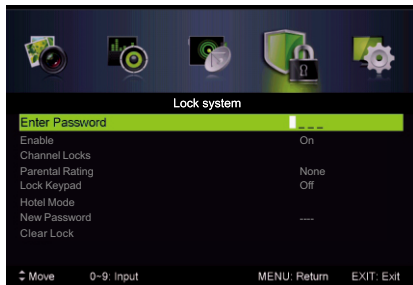 Lock system
Enter Password _ _ _
Enable On
Channel Locks
Parental Rating None
Lock Keypad Off
Hotel Mode
New Password ----
Clear Lock
Move 0~9: Input MENU: Return EXIT: Exit